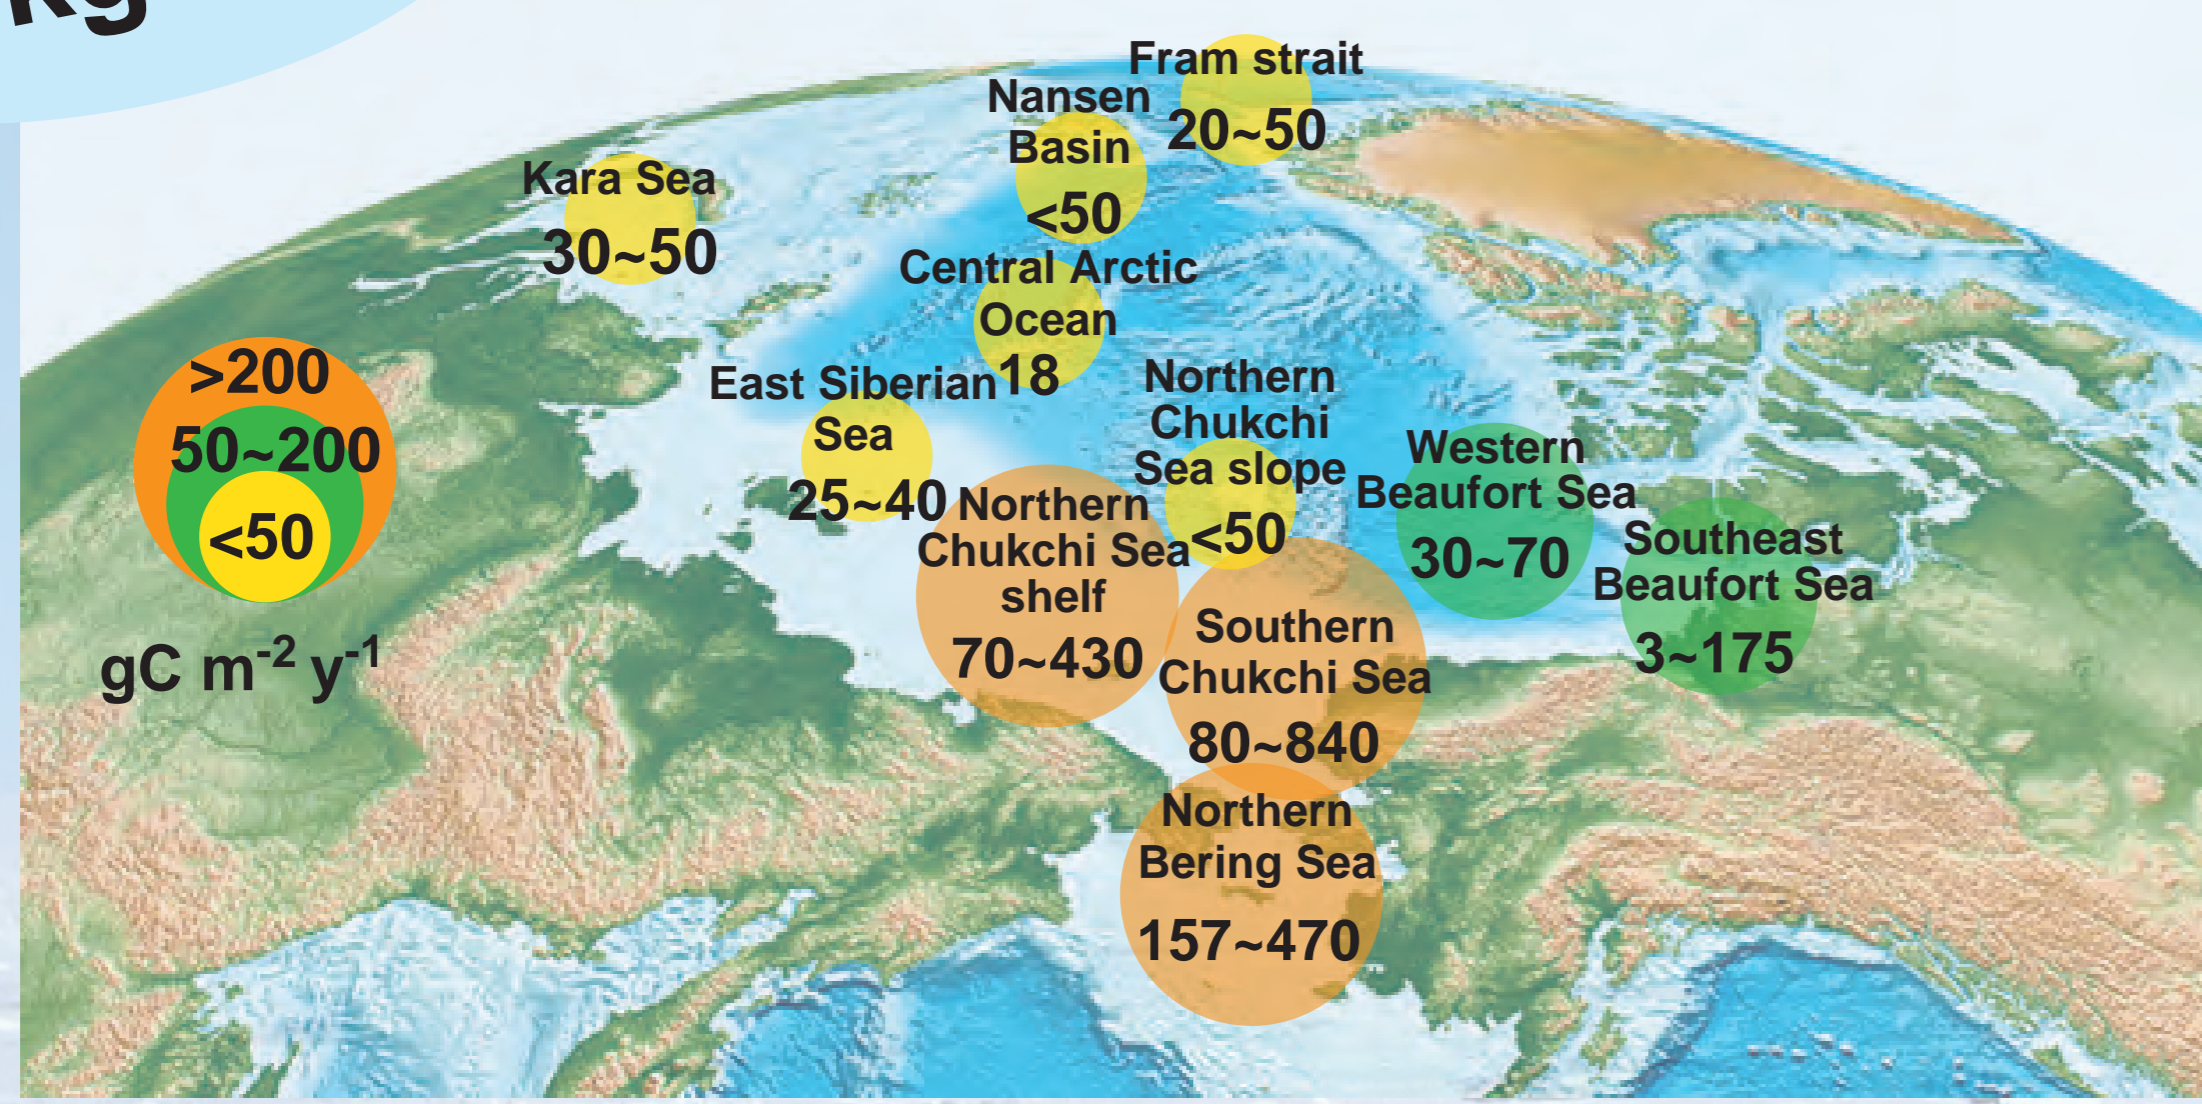 kg
Fram strait
20~50
Nansen
Basin
<50
Kara Sea
30~50
Central Arctic
Ocean
18
East Siberian
Sea
25~40
Northern
Chukchi
Sea slope
<50
Northern
Chukchi Sea
shelf
70~430
Western
Beaufort Sea
30~70
Southeast
Beaufort Sea
3~175
Southern
Chukchi Sea
80~840
Northern
Bering Sea
157~470
>200
50~200
<50
gC m⁻² y⁻¹